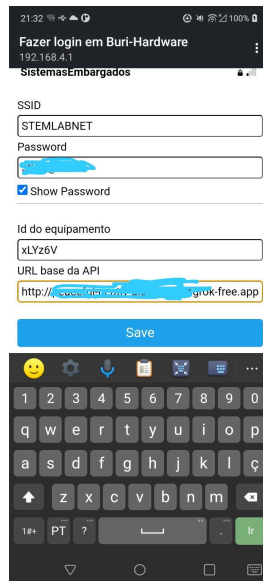 21:32 100%
Fazer login em Buri-Hardware
192.168.4.1
SistemasEmbargados
SSID
STEMLABNET
Password
Show Password
Id do equipamento
xLYz6V
URL base da API
http:// grok-free.app
Save
1 2 3 4 5 6 7 8 9 0
q w e r t y u i o p
a s d f g h j k l ç
z x c v b n m
1#+ PT ? . Ir